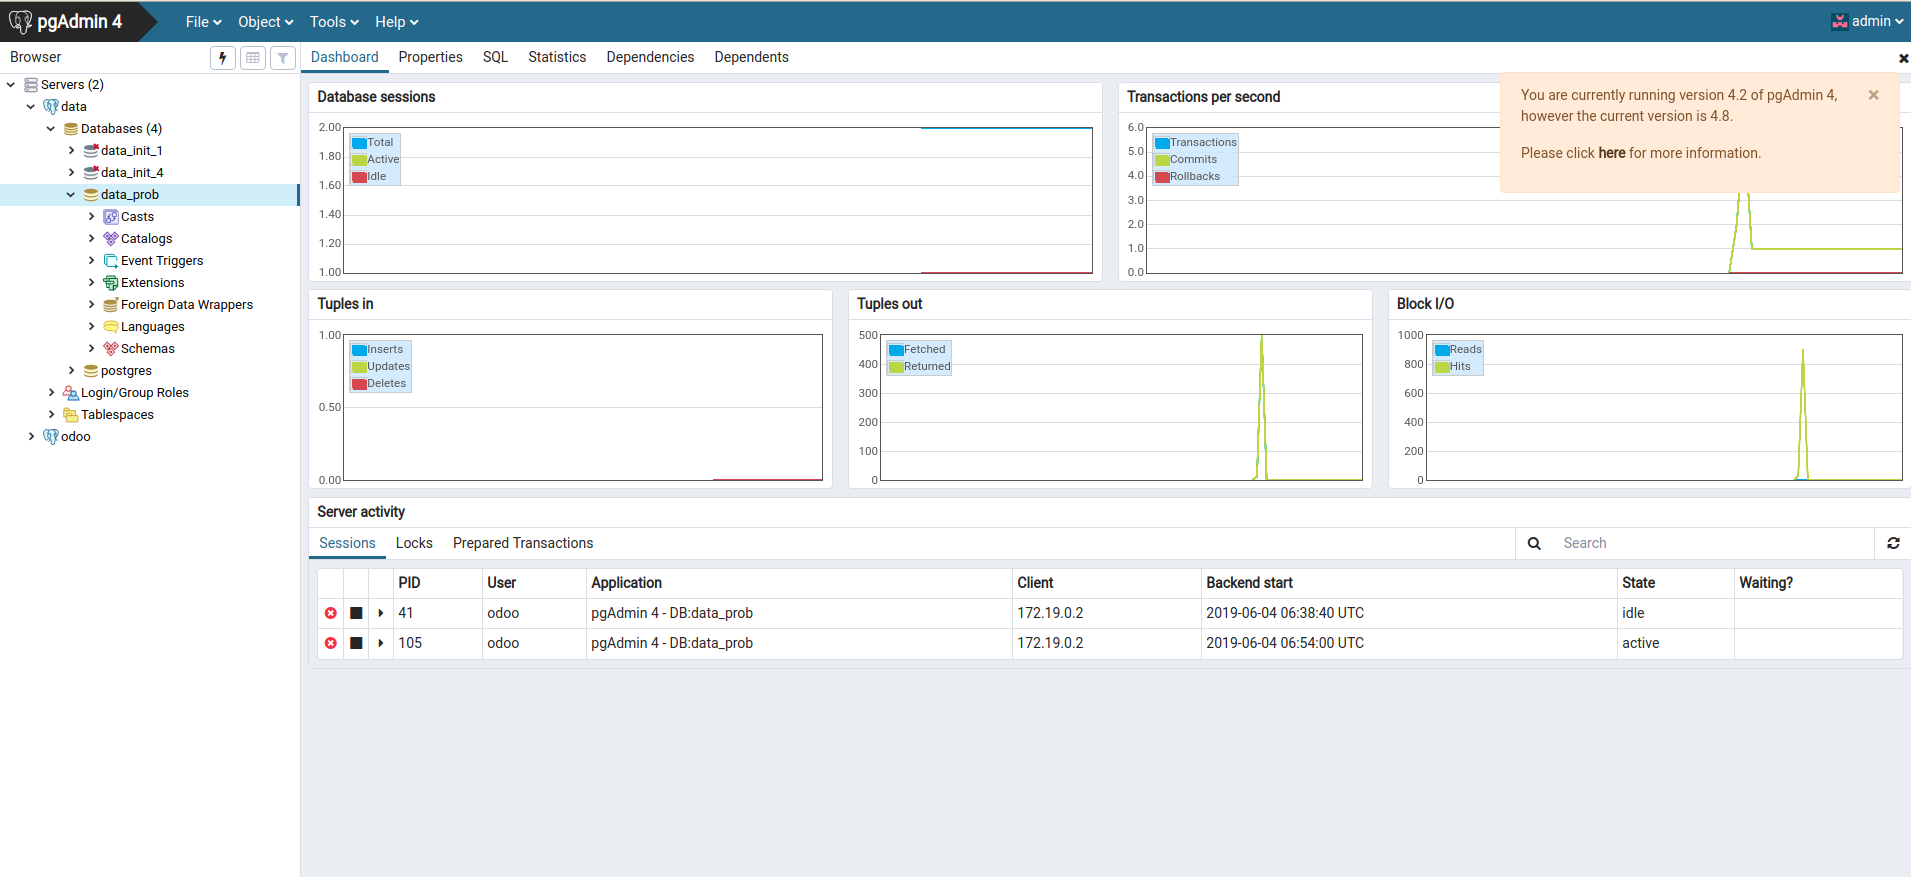 pgAdmin 4
File Object Tools Help
admin
Browser
Dashboard Properties SQL Statistics Dependencies Dependents
Servers (2)
data
Databases (4)
data_init_1
data_init_4
data_prob
Casts
Catalogs
Event Triggers
Extensions
Foreign Data Wrappers
Languages
Schemas
postgres
Login/Group Roles
Tablespaces
odoo
Database sessions
2.00
1.80
1.60
1.40
1.20
1.00
Total
Active
Idle
Transactions per second
6.0
5.0
4.0
3.0
2.0
1.0
0.0
Transactions
Commits
Rollbacks
You are currently running version 4.2 of pgAdmin 4,
however the current version is 4.8.
Please click here for more information.
Tuples in
1.00
0.50
0.00
Inserts
Updates
Deletes
Tuples out
500
400
300
200
100
0
Fetched
Returned
Block I/O
1000
800
600
400
200
0
Reads
Hits
Server activity
Sessions Locks Prepared Transactions
Search
PID User Application Client Backend start State Waiting?
41 odoo pgAdmin 4 - DB:data_prob 172.19.0.2 2019-06-04 06:38:40 UTC idle
105 odoo pgAdmin 4 - DB:data_prob 172.19.0.2 2019-06-04 06:54:00 UTC active